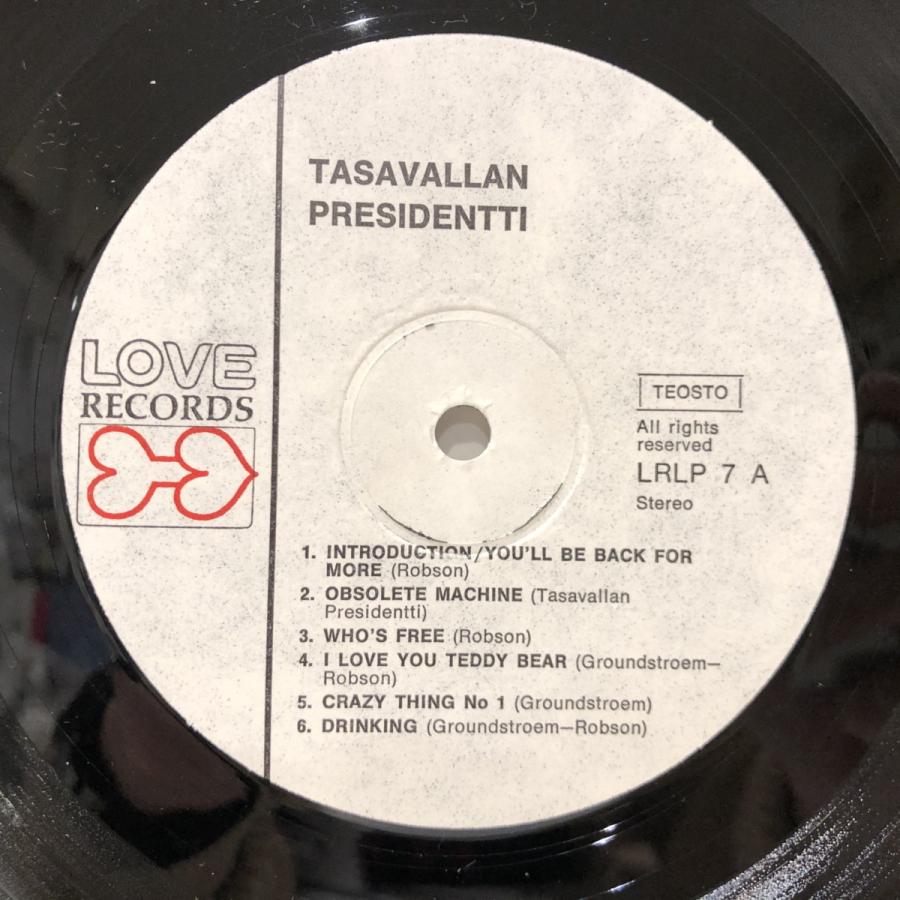 TASAVALLAN
PRESIDENTTI
LOVE
RECORDS
TEOSTO
All rights
reserved
LRLP 7 A
Stereo
1. INTRODUCTION/YOU'LL BE BACK FOR
MORE (Robson)
2. OBSOLETE MACHINE (Tasavallan
Presidentti)
3. WHO'S FREE (Robson)
4. I LOVE YOU TEDDY BEAR (Groundstroem—
Robson)
5. CRAZY THING No 1 (Groundstroem)
6. DRINKING (Groundstroem—Robson)